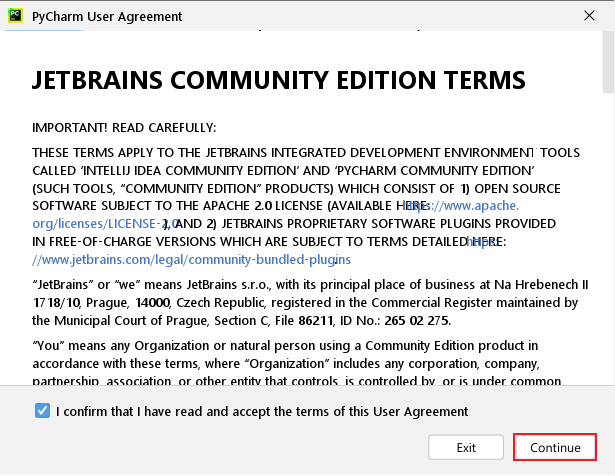 PyCharm User Agreement
JETBRAINS COMMUNITY EDITION TERMS
IMPORTANT! READ CAREFULLY:
THESE TERMS APPLY TO THE JETBRAINS INTEGRATED DEVELOPMENT ENVIRONMENT TOOLS
CALLED ‘INTELLIJ IDEA COMMUNITY EDITION’ AND ‘PYCHARM COMMUNITY EDITION’
(SUCH TOOLS, “COMMUNITY EDITION” PRODUCTS) WHICH CONSIST OF 1) OPEN SOURCE
SOFTWARE SUBJECT TO THE APACHE 2.0 LICENSE (AVAILABLE HERE: https://www.apache.
org/licenses/LICENSE-2.0), AND 2) JETBRAINS PROPRIETARY SOFTWARE PLUGINS PROVIDED
IN FREE-OF-CHARGE VERSIONS WHICH ARE SUBJECT TO TERMS DETAILED HERE: https:
//www.jetbrains.com/legal/community-bundled-plugins
“JetBrains” or “we” means JetBrains s.r.o., with its principal place of business at Na Hrebenech II
1718/10, Prague, 14000, Czech Republic, registered in the Commercial Register maintained by
the Municipal Court of Prague, Section C, File 86211, ID No.: 265 02 275.
“You” means any Organization or natural person using a Community Edition product in
accordance with these terms, where “Organization” includes any corporation, company,
partnership, association, or other entity that controls, is controlled by, or is under common
I confirm that I have read and accept the terms of this User Agreement
Exit
Continue